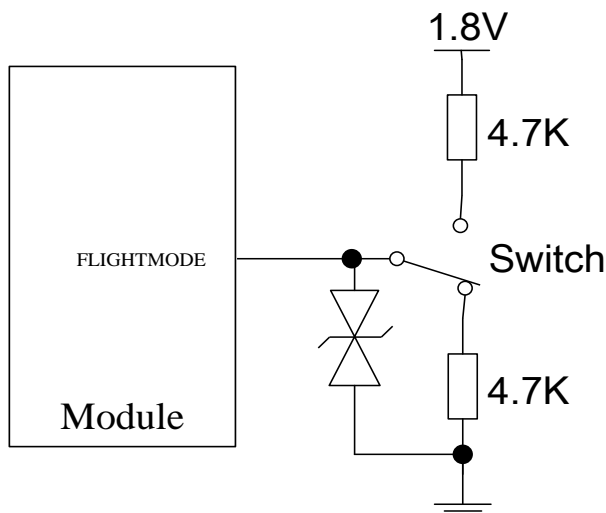 1.8V
4.7K
FLIGHTMODE
Switch
4.7K
Module